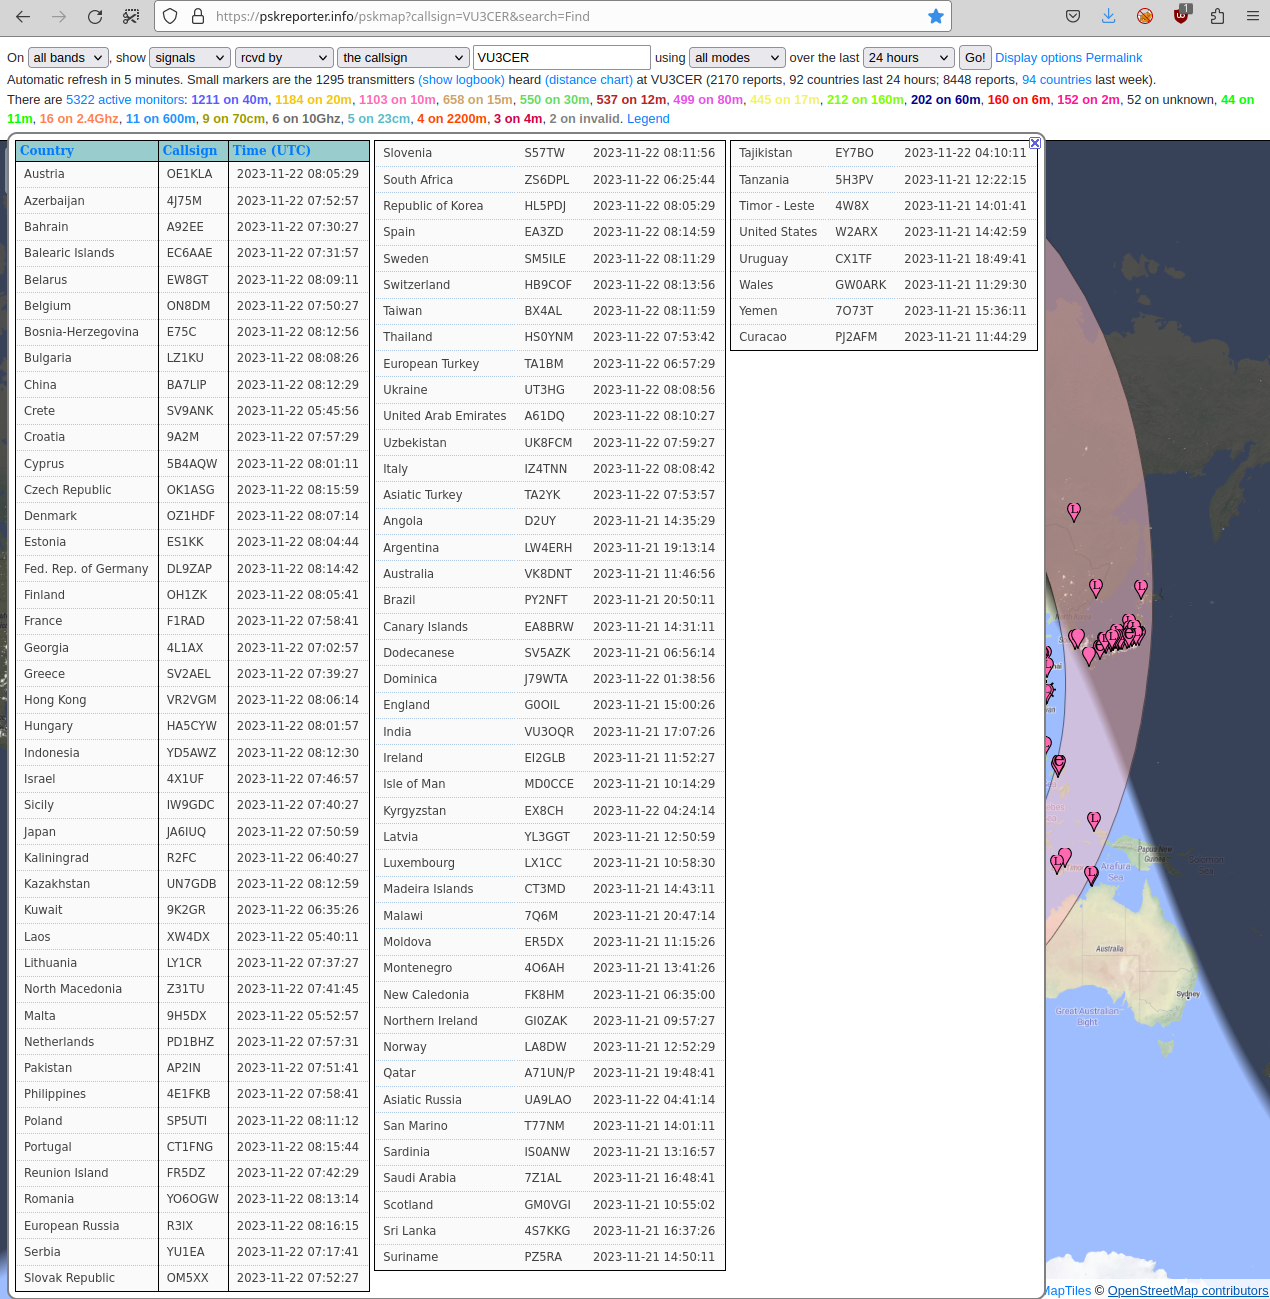 https://pskreporter.info/pskmap?callsign=VU3CER&search=Find
1
On all bands, show signals rcvd by the callsign VU3CER using all modes over the last 24 hours Go! Display options Permalink
Automatic refresh in 5 minutes. Small markers are the 1295 transmitters (show logbook) heard (distance chart) at VU3CER (2170 reports, 92 countries last 24 hours; 8448 reports, 94 countries last week).
There are 5322 active monitors: 1211 on 40m, 1184 on 20m, 1103 on 10m, 658 on 15m, 550 on 30m, 537 on 12m, 499 on 80m, 445 on 17m, 212 on 160m, 202 on 60m, 160 on 6m, 152 on 2m, 52 on unknown, 44 on
11m, 16 on 2.4Ghz, 11 on 600m, 9 on 70cm, 6 on 10Ghz, 5 on 23cm, 4 on 2200m, 3 on 4m, 2 on invalid. Legend
Country Callsign Time (UTC)
Austria OE1KLA 2023-11-22 08:05:29
Azerbaijan 4J75M 2023-11-22 07:52:57
Bahrain A92EE 2023-11-22 07:30:27
Balearic Islands EC6AAE 2023-11-22 07:31:57
Belarus EW8GT 2023-11-22 08:09:11
Belgium ON8DM 2023-11-22 07:50:27
Bosnia-Herzegovina E75C 2023-11-22 08:12:56
Bulgaria LZ1KU 2023-11-22 08:08:26
China BA7LIP 2023-11-22 08:12:29
Crete SV9ANK 2023-11-22 05:45:56
Croatia 9A2M 2023-11-22 07:57:29
Cyprus 5B4AQW 2023-11-22 08:01:11
Czech Republic OK1ASG 2023-11-22 08:15:59
Denmark OZ1HDF 2023-11-22 08:07:14
Estonia ES1KK 2023-11-22 08:04:44
Fed. Rep. of Germany DL9ZAP 2023-11-22 08:14:42
Finland OH1ZK 2023-11-22 08:05:41
France F1RAD 2023-11-22 07:58:41
Georgia 4L1AX 2023-11-22 07:02:57
Greece SV2AEL 2023-11-22 07:39:27
Hong Kong VR2VGM 2023-11-22 08:06:14
Hungary HA5CYW 2023-11-22 08:01:57
Indonesia YD5AWZ 2023-11-22 08:12:30
Israel 4X1UF 2023-11-22 07:46:57
Sicily IW9GDC 2023-11-22 07:40:27
Japan JA6IUQ 2023-11-22 07:50:59
Kaliningrad R2FC 2023-11-22 06:40:27
Kazakhstan UN7GDB 2023-11-22 08:12:59
Kuwait 9K2GR 2023-11-22 06:35:26
Laos XW4DX 2023-11-22 05:40:11
Lithuania LY1CR 2023-11-22 07:37:27
North Macedonia Z31TU 2023-11-22 07:41:45
Malta 9H5DX 2023-11-22 05:52:57
Netherlands PD1BHZ 2023-11-22 07:57:31
Pakistan AP2IN 2023-11-22 07:51:41
Philippines 4E1FKB 2023-11-22 07:58:41
Poland SP5UTI 2023-11-22 08:11:12
Portugal CT1FNG 2023-11-22 08:15:44
Reunion Island FR5DZ 2023-11-22 07:42:29
Romania YO6OGW 2023-11-22 08:13:14
European Russia R3IX 2023-11-22 08:16:15
Serbia YU1EA 2023-11-22 07:17:41
Slovak Republic OM5XX 2023-11-22 07:52:27
Slovenia S57TW 2023-11-22 08:11:56
South Africa ZS6DPL 2023-11-22 06:25:44
Republic of Korea HL5PDJ 2023-11-22 08:05:29
Spain EA3ZD 2023-11-22 08:14:59
Sweden SM5ILE 2023-11-22 08:11:29
Switzerland HB9COF 2023-11-22 08:13:56
Taiwan BX4AL 2023-11-22 08:11:59
Thailand HS0YNM 2023-11-22 07:53:42
European Turkey TA1BM 2023-11-22 06:57:29
Ukraine UT3HG 2023-11-22 08:08:56
United Arab Emirates A61DQ 2023-11-22 08:10:27
Uzbekistan UK8FCM 2023-11-22 07:59:27
Italy IZ4TNN 2023-11-22 08:08:42
Asiatic Turkey TA2YK 2023-11-22 07:53:57
Angola D2UY 2023-11-21 14:35:29
Argentina LW4ERH 2023-11-21 19:13:14
Australia VK8DNT 2023-11-21 11:46:56
Brazil PY2NFT 2023-11-21 20:50:11
Canary Islands EA8BRW 2023-11-21 14:31:11
Dodecanese SV5AZK 2023-11-22 06:56:14
Dominica J79WTA 2023-11-22 01:38:56
England G0OIL 2023-11-21 15:00:26
India VU3OQR 2023-11-21 17:07:26
Ireland EI2GLB 2023-11-21 11:52:27
Isle of Man MD0CCE 2023-11-21 10:14:29
Kyrgyzstan EX8CH 2023-11-22 04:24:14
Latvia YL3GGT 2023-11-21 12:50:59
Luxembourg LX1CC 2023-11-21 10:58:30
Madeira Islands CT3MD 2023-11-21 14:43:11
Malawi 7Q6M 2023-11-21 20:47:14
Moldova ER5DX 2023-11-21 11:15:26
Montenegro 4O6AH 2023-11-21 13:41:26
New Caledonia FK8HM 2023-11-21 06:35:00
Northern Ireland GI0ZAK 2023-11-21 09:57:27
Norway LA8DW 2023-11-21 12:52:29
Qatar A71UN/P 2023-11-21 19:48:41
Asiatic Russia UA9LAO 2023-11-22 04:41:14
San Marino T77NM 2023-11-21 14:01:11
Sardinia IS0ANW 2023-11-21 13:16:57
Saudi Arabia 7Z1AL 2023-11-21 16:48:41
Scotland GM0VGI 2023-11-21 10:55:02
Sri Lanka 4S7KKG 2023-11-21 16:37:26
Suriname PZ5RA 2023-11-21 14:50:11
Tajikistan EY7BO 2023-11-22 04:10:11
Tanzania 5H3PV 2023-11-21 12:22:15
Timor - Leste 4W8X 2023-11-21 14:01:41
United States W2ARX 2023-11-21 14:42:59
Uruguay CX1TF 2023-11-21 18:49:41
Wales GW0ARK 2023-11-21 11:29:30
Yemen 7O73T 2023-11-21 15:36:11
Curacao PJ2AFM 2023-11-21 11:44:29
Papua New
Guinea
Solomon
Sea
Arafura
Sea
Australia
Sydney
Great Australian
Bight
MapTiles © OpenStreetMap contributors